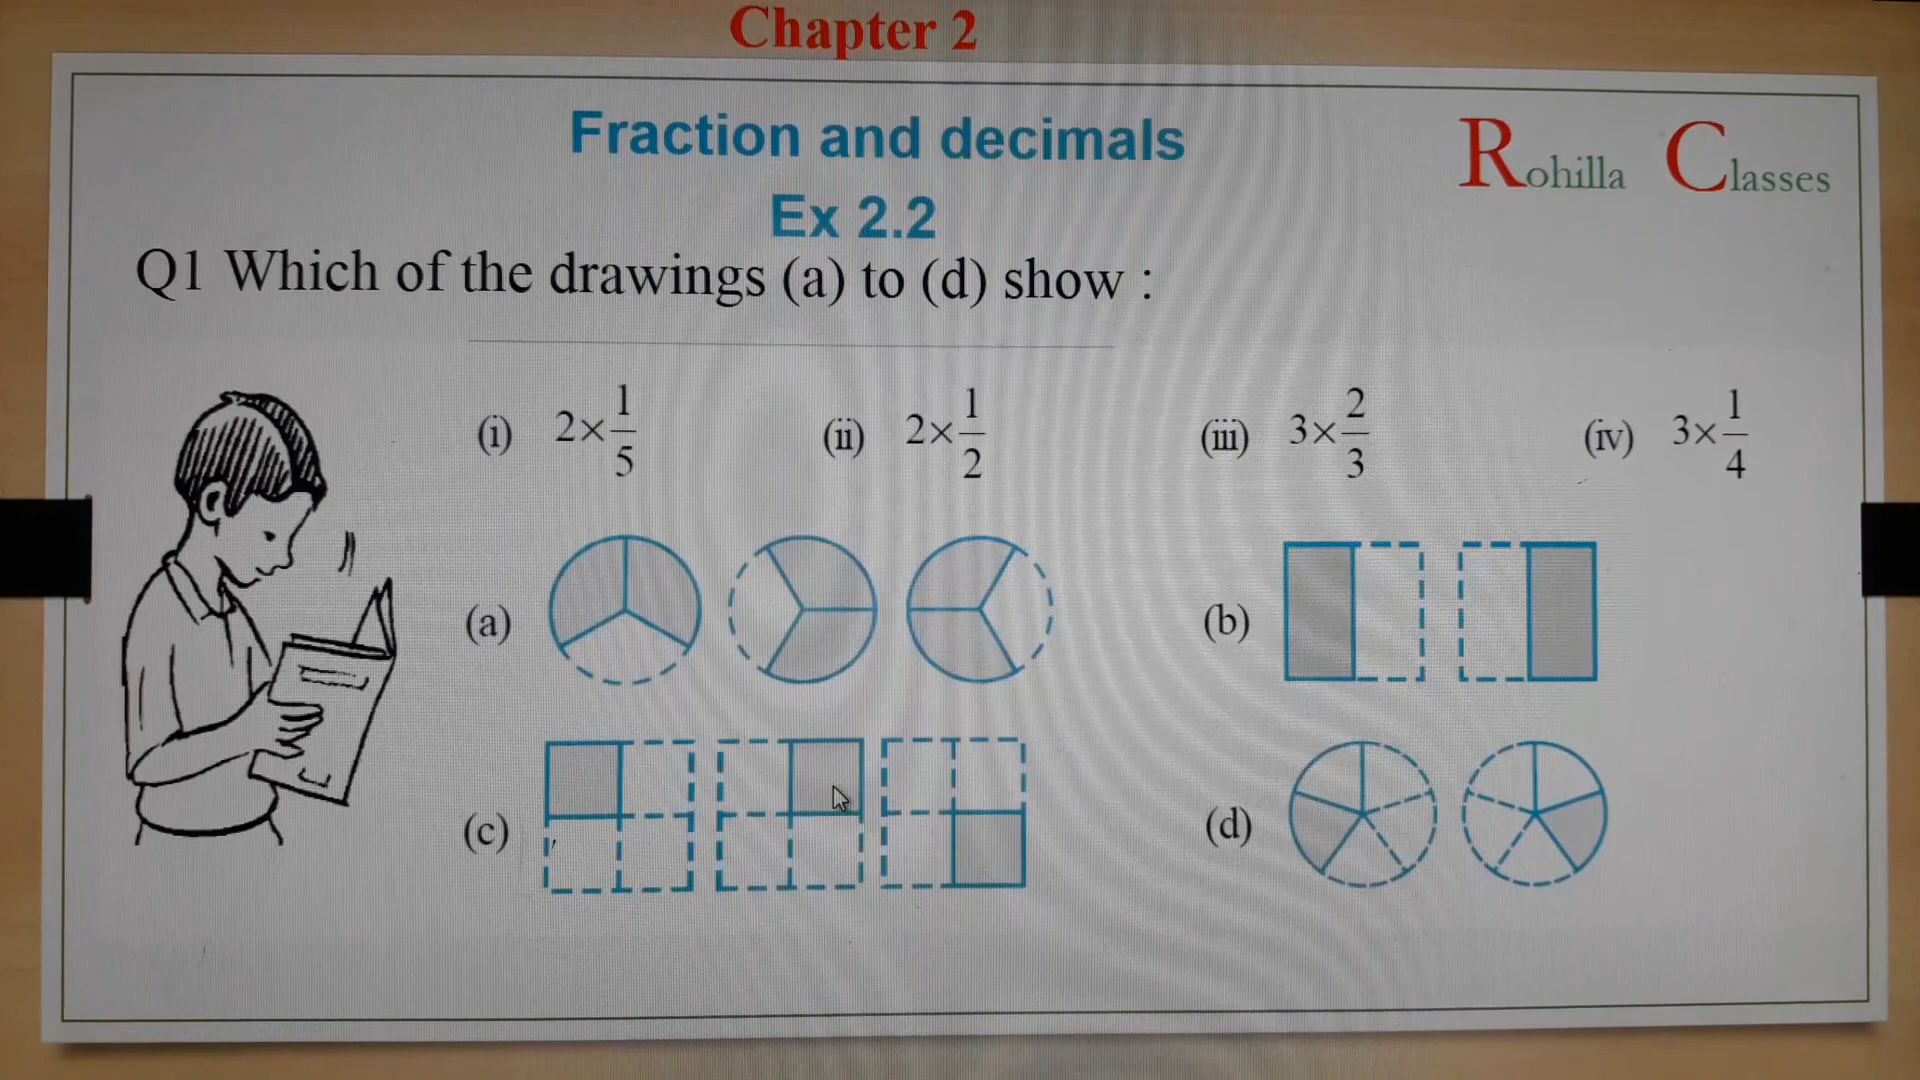 Chapter 2
Fraction and decimals
Rohilla Classes
Ex 2.2
Q1 Which of the drawings (a) to (d) show :
(i) 2×1/5 (ii) 2×1/2 (iii) 3×2/3 (iv) 3×1/4
(a) (b)
(c) (d)